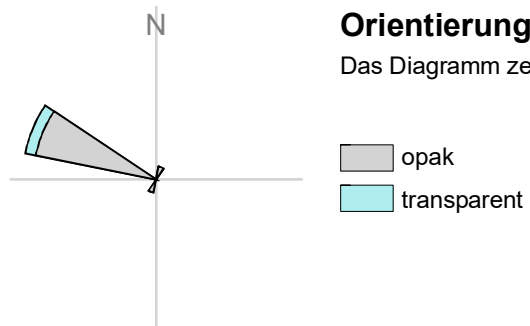 N
Orientierung
Das Diagramm ze
opak
transparent